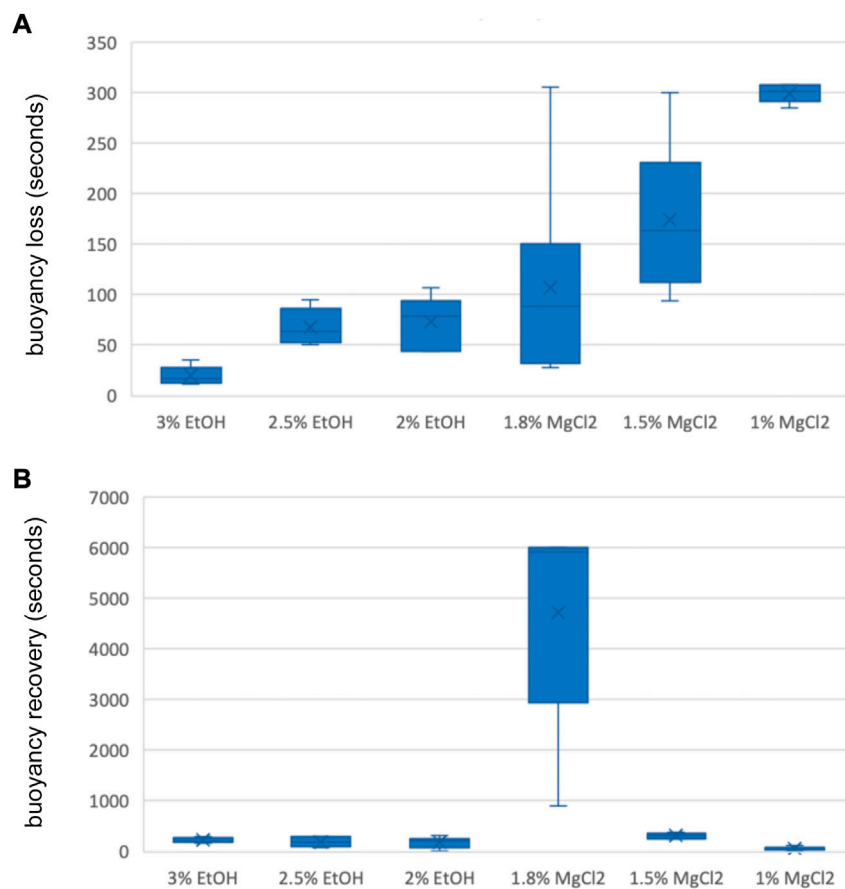 A
buoyancy loss (seconds)
350
300
250
200
150
100
50
0
3% EtOH 2.5% EtOH 2% EtOH 1.8% MgCl2 1.5% MgCl2 1% MgCl2
B
buoyancy recovery (seconds)
7000
6000
5000
4000
3000
2000
1000
0
3% EtOH 2.5% EtOH 2% EtOH 1.8% MgCl2 1.5% MgCl2 1% MgCl2